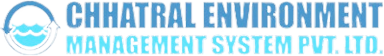 CHHATRAL ENVIRONMENT
MANAGEMENT SYSTEM PVT. LTD